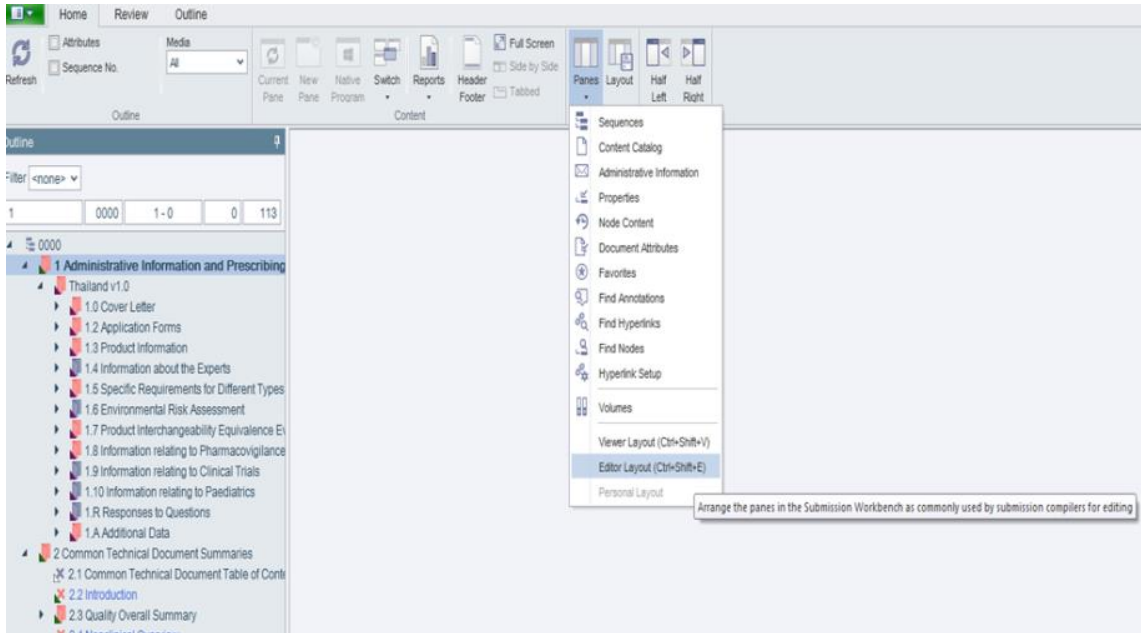 Home Review Outline
Refresh
Attributes
Sequence No.
Media
All
Outline
Current Pane
New Pane
Native Program
Switch
Reports
Header Footer
Full Screen
Side by Side
Tabbed
Content
Panes
Layout
Half Left
Half Right
Outline
Filter <none>
1 0000 1 - 0 0 113
0000
1 Administrative Information and Prescribing
Thailand v1.0
1.0 Cover Letter
1.2 Application Forms
1.3 Product Information
1.4 Information about the Experts
1.5 Specific Requirements for Different Types
1.6 Environmental Risk Assessment
1.7 Product Interchangeability Equivalence Ev
1.8 Information relating to Pharmacovigilance
1.9 Information relating to Clinical Trials
1.10 Information relating to Paediatrics
1.R Responses to Questions
1.A Additional Data
2 Common Technical Document Summaries
2.1 Common Technical Document Table of Conte
2.2 Introduction
2.3 Quality Overall Summary
Sequences
Content Catalog
Administrative Information
Properties
Node Content
Document Attributes
Favorites
Find Annotations
Find Hyperlinks
Find Nodes
Hyperlink Setup
Volumes
Viewer Layout (Ctrl+Shift+V)
Editor Layout (Ctrl+Shift+E)
Personal Layout
Arrange the panes in the Submission Workbench as commonly used by submission compilers for editing